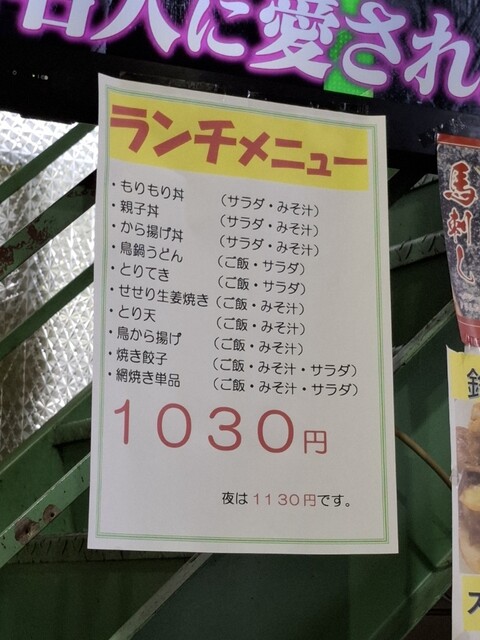 人に愛され
ランチメニュー
・もりもり丼 （サラダ・みそ汁）
・親子丼 （サラダ・みそ汁）
・から揚げ丼 （サラダ・みそ汁）
・鳥鍋うどん （ご飯・サラダ）
・とりてき （ご飯・サラダ）
・せせり生姜焼き（ご飯・みそ汁）
・とり天 （ご飯・みそ汁）
・鳥から揚げ （ご飯・みそ汁）
・焼き餃子 （ご飯・みそ汁・サラダ）
・網焼き単品 （ご飯・みそ汁・サラダ）
１０３０円
夜は１１３０円です。
馬刺し